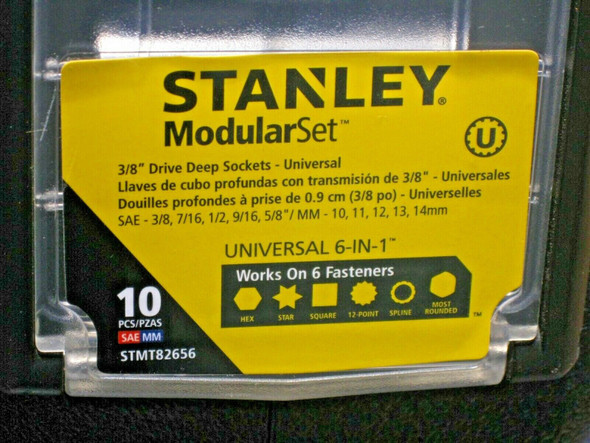 STANLEY®
ModularSet™
U
3/8" Drive Deep Sockets - Universal
Llaves de cubo profundas con transmisión de 3/8" - Universales
Douilles profondes à prise de 0.9 cm (3/8 po) - Universelles
SAE - 3/8, 7/16, 1/2, 9/16, 5/8"/ MM - 10, 11, 12, 13, 14mm
UNIVERSAL 6-IN-1™
Works On 6 Fasteners
HEX STAR SQUARE 12-POINT SPLINE MOST ROUNDED ™
10
PCS/PZAS
SAE MM
STMT82656